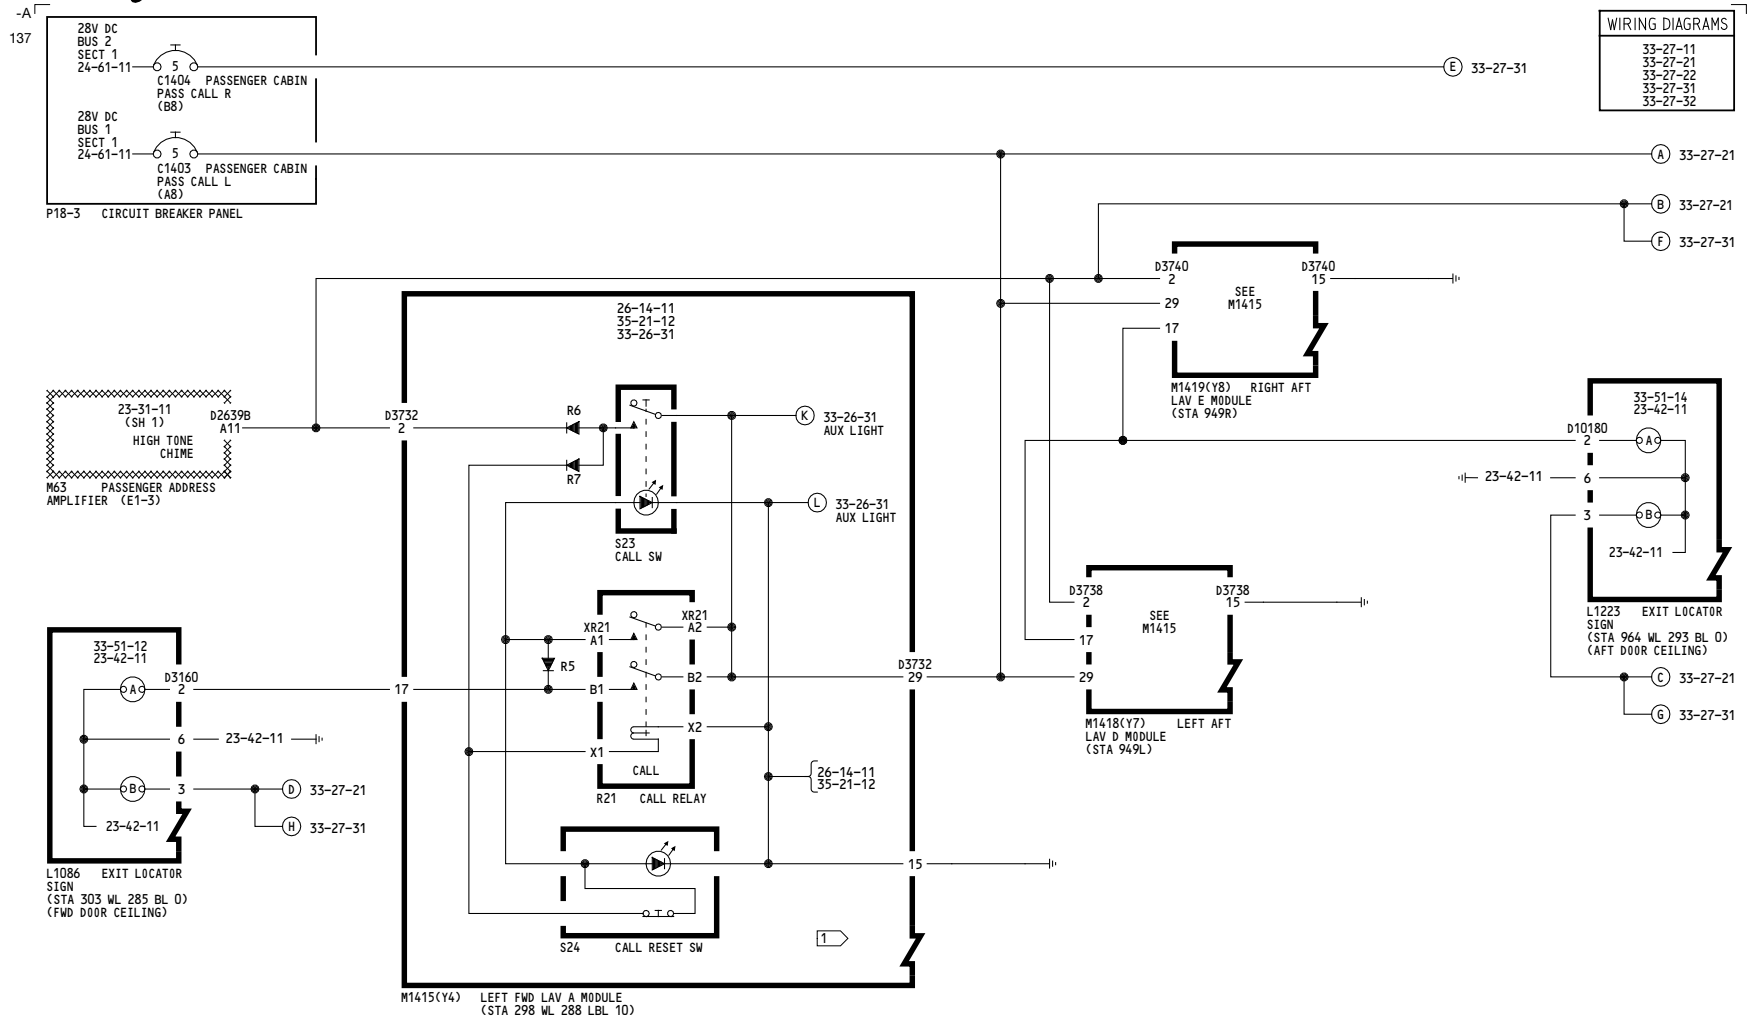 -A
137
28V DC
BUS 2
SECT 1
24-61-11
5
C1404 PASSENGER CABIN
PASS CALL R
(B8)
28V DC
BUS 1
SECT 1
24-61-11
5
C1403 PASSENGER CABIN
PASS CALL L
(A8)
P18-3 CIRCUIT BREAKER PANEL
E 33-27-31
WIRING DIAGRAMS
33-27-11
33-27-21
33-27-22
33-27-31
33-27-32
A 33-27-21
B 33-27-21
F 33-27-31
D3740
2
29
17
SEE
M1415
D3740
15
M1419(Y8) RIGHT AFT
LAV E MODULE
(STA 949R)
26-14-11
35-21-12
33-26-31
23-31-11
(SH 1)
HIGH TONE
CHIME
D2639B
A11
M63 PASSENGER ADDRESS
AMPLIFIER (E1-3)
D3732
2
R6
R7
K 33-26-31
AUX LIGHT
L 33-26-31
AUX LIGHT
S23
CALL SW
33-51-14
23-42-11
D10180
2
A
23-42-11
6
3
B
23-42-11
L1223 EXIT LOCATOR
SIGN
(STA 964 WL 293 BL 0)
(AFT DOOR CEILING)
C 33-27-21
G 33-27-31
D3738
2
17
29
SEE
M1415
D3738
15
M1418(Y7) LEFT AFT
LAV D MODULE
(STA 949L)
XR21
A1
XR21
A2
R5
B1
B2
X2
X1
CALL
R21 CALL RELAY
D3732
29
17
33-51-12
23-42-11
D3160
A
2
6
23-42-11
B
3
23-42-11
D 33-27-21
H 33-27-31
L1086 EXIT LOCATOR
SIGN
(STA 303 WL 285 BL 0)
(FWD DOOR CEILING)
26-14-11
35-21-12
15
S24 CALL RESET SW
1
M1415(Y4) LEFT FWD LAV A MODULE
(STA 298 WL 288 LBL 10)